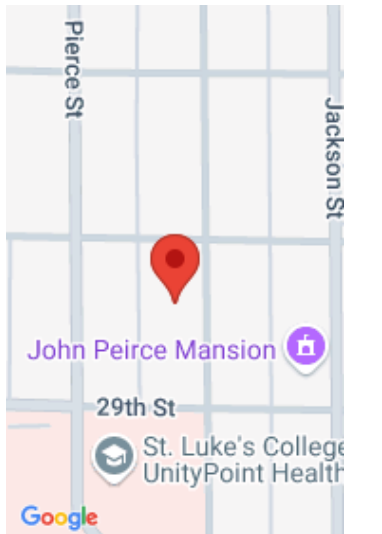 Pierce St
Jackson St
John Peirce Mansion
29th St
St. Luke's College
UnityPoint Health
Google